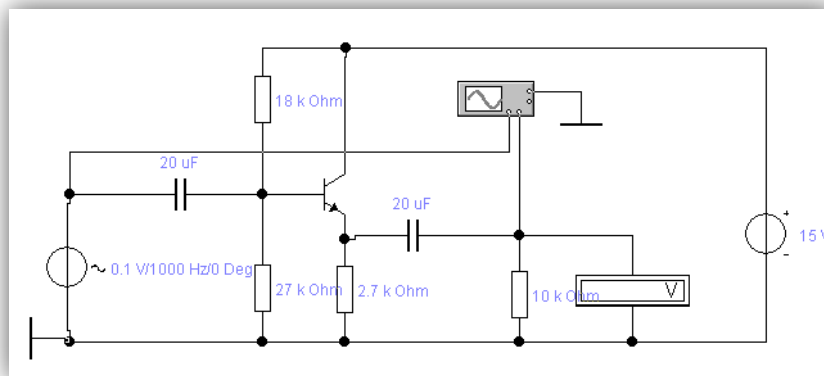 18 k Ohm
20 uF
20 uF
+
15 V
-
0.1 V/1000 Hz/0 Deg
27 k Ohm
2.7 k Ohm
10 k Ohm
V